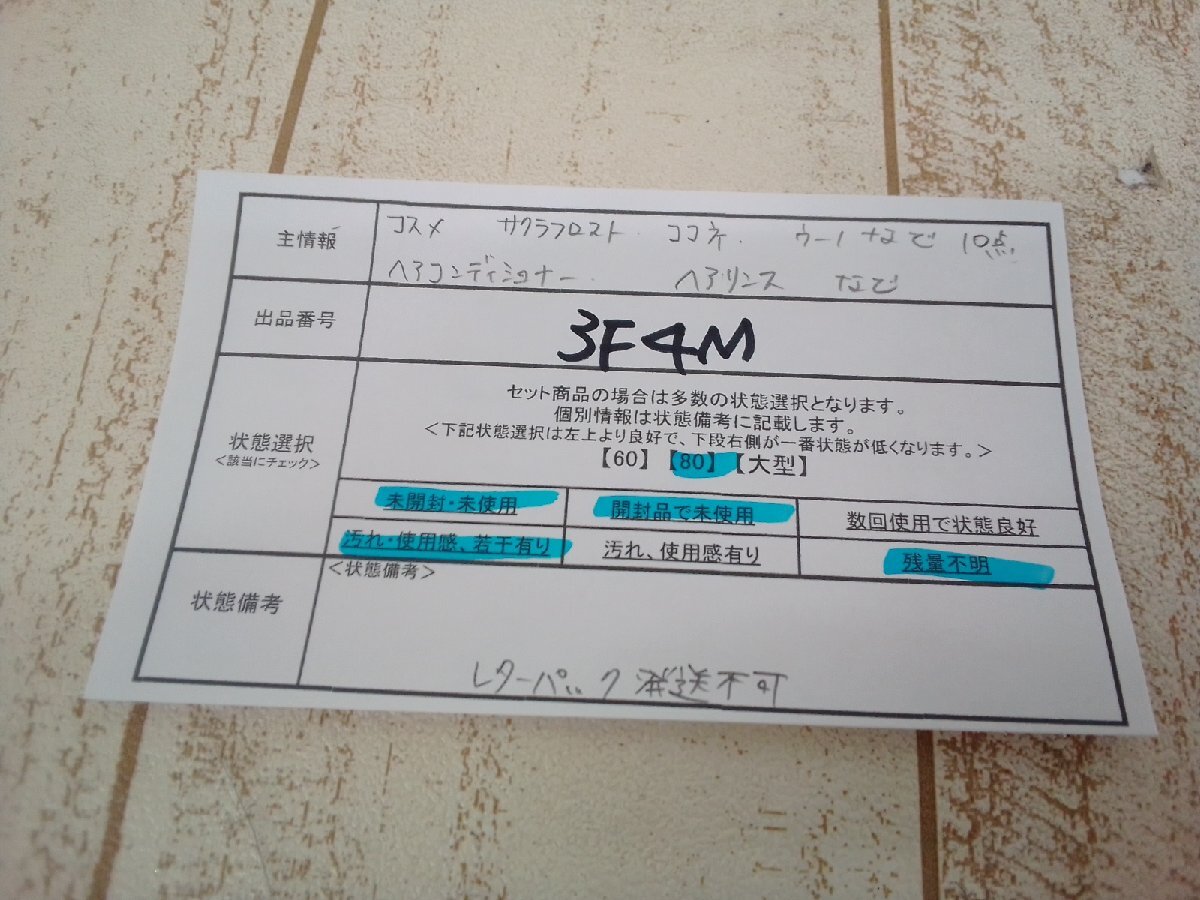 主情報
コスメ サクラフロスト. ココネ. ウーノ など 10点.
ヘアコンディショナー. ヘアリンス など
出品番号
3F4M
セット商品の場合は多数の状態選択となります。
個別情報は状態備考に記載します。
<下記状態選択は左上より良好で、下段右側が一番状態が低くなります。>
【60】【80】【大型】
状態選択
<該当にチェック>
未開封・未使用 開封品で未使用 数回使用で状態良好
汚れ・使用感、若干有り 汚れ、使用感有り 残量不明
状態備考
<状態備考>
レターパック発送不可